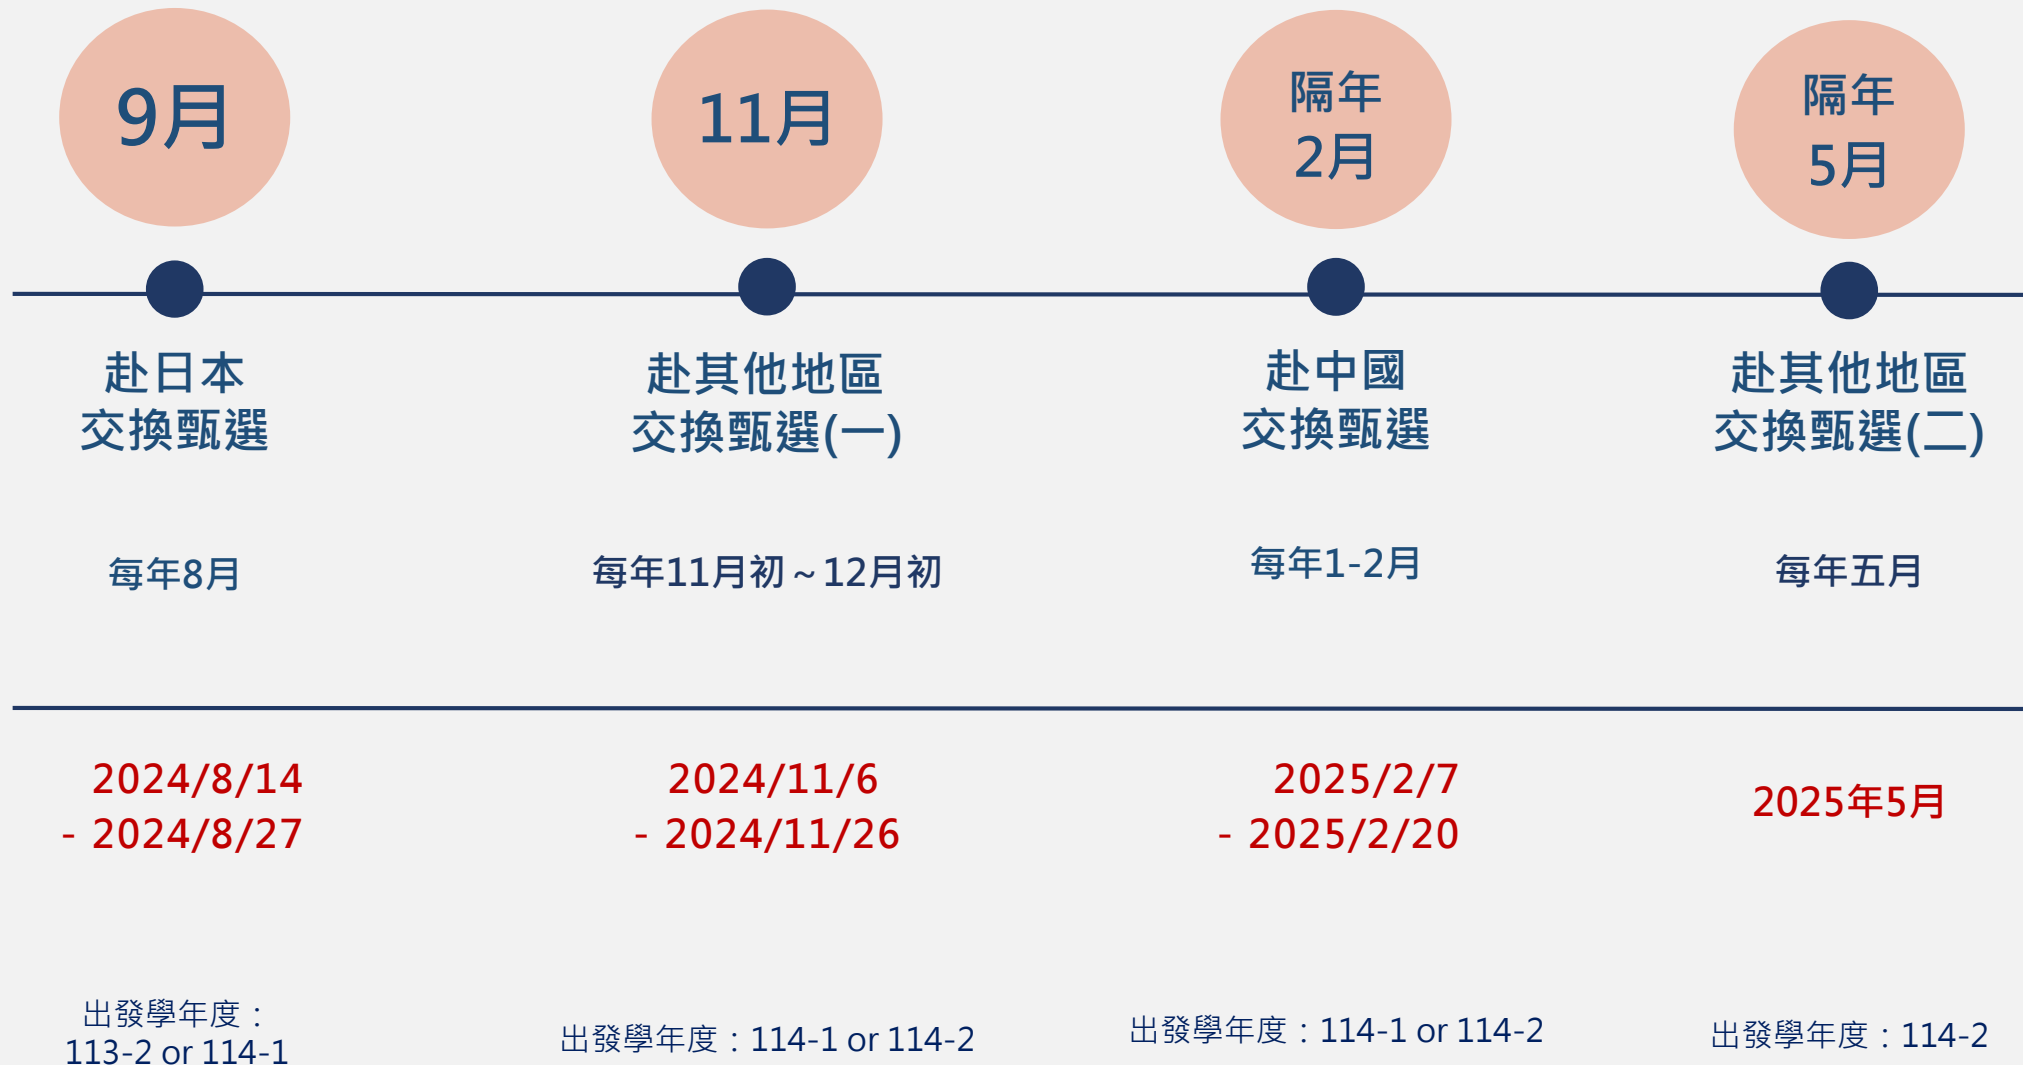 9月
11月
隔年
2月
隔年
5月
赴日本
交換甄選
赴其他地區
交換甄選(一)
赴中國
交換甄選
赴其他地區
交換甄選(二)
每年8月
每年11月初～12月初
每年1-2月
每年五月
2024/8/14
- 2024/8/27
2024/11/6
- 2024/11/26
2025/2/7
- 2025/2/20
2025年5月
出發學年度：
113-2 or 114-1
出發學年度：114-1 or 114-2
出發學年度：114-1 or 114-2
出發學年度：114-2